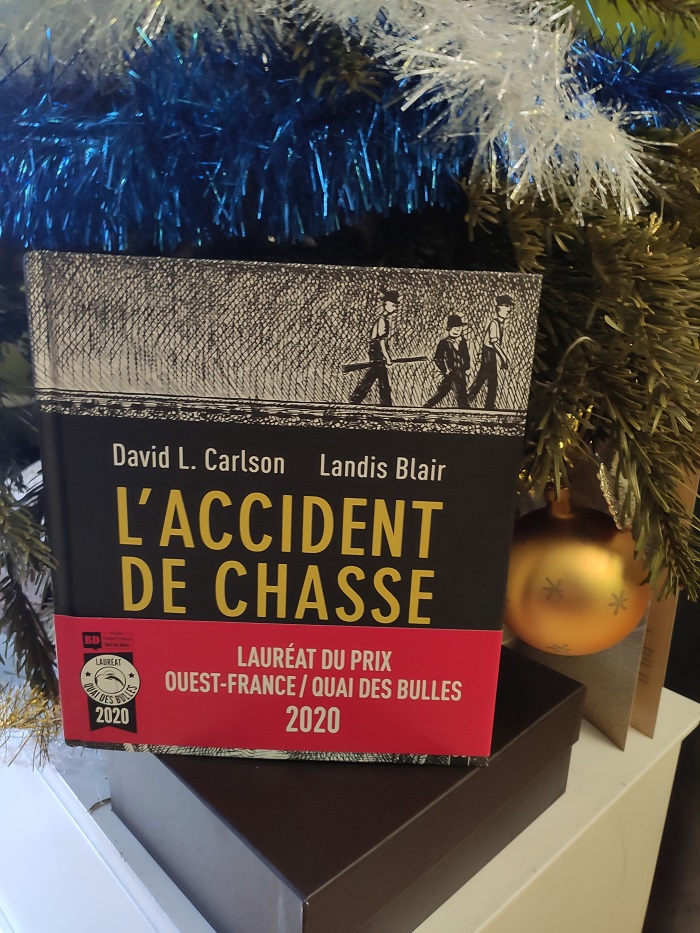 David L. Carlson Landis Blair
L'ACCIDENT
DE CHASSE
LAURÉAT DU PRIX
OUEST-FRANCE / QUAI DES BULLES
2020
BD
LAURÉAT
QUAI DES BULLES
2020